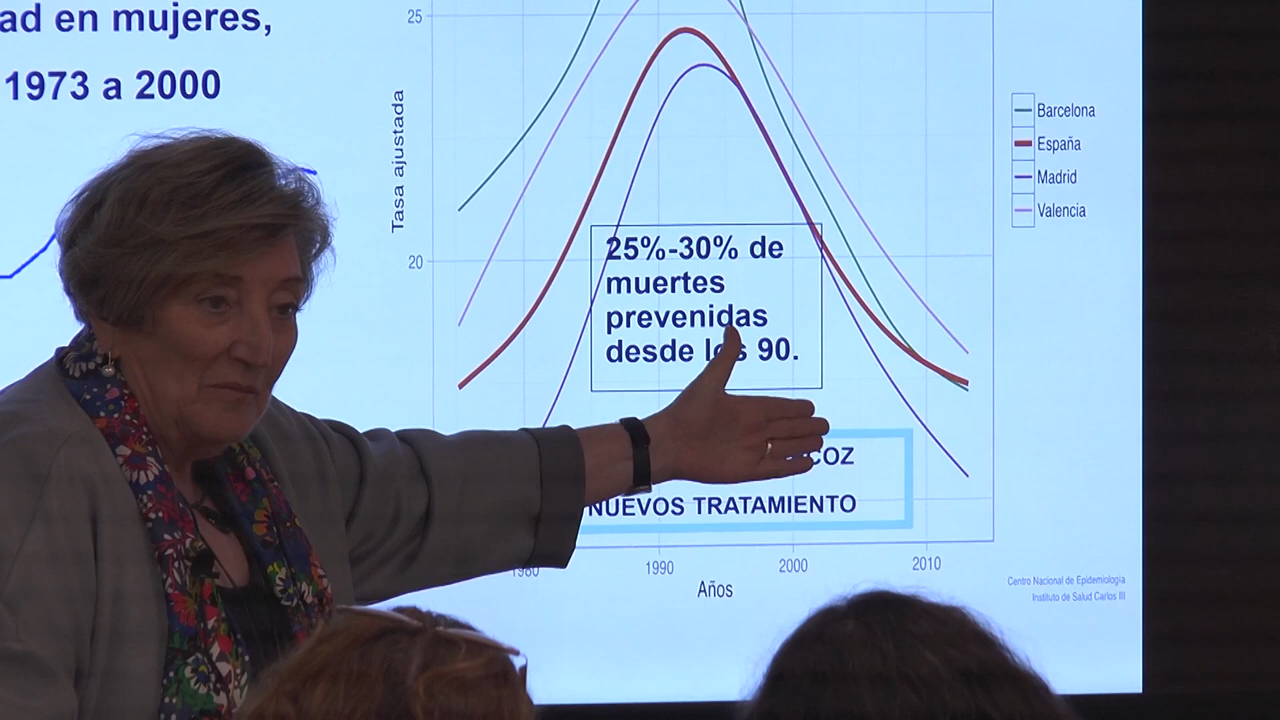 ad en mujeres,
1973 a 2000
25
20
Tasa ajustada
Barcelona
España
Madrid
Valencia
25%-30% de
muertes
prevenidas
desde los 90.
COZ
NUEVOS TRATAMIENTO
1980
1990
2000
2010
Años
Centro Nacional de Epidemiología
Instituto de Salud Carlos III